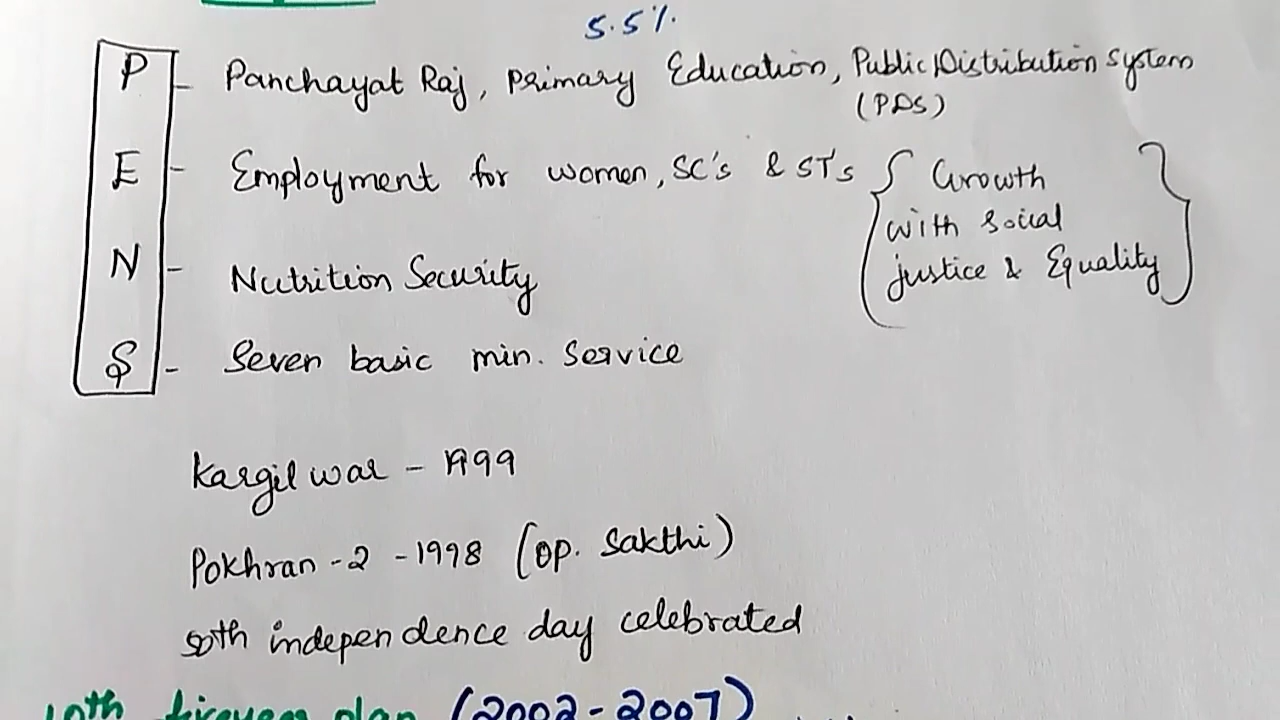 5.5%
P - Panchayat Raj, Primary Education, Public Distribution System
(PDS)
E - Employment for women, SC's & ST's { Growth
with Social
justice & Equality }
N - Nutrition Security
S - Seven basic min. Service
Kargil war - 1999
Pokhran - 2 - 1998 (op. Sakthi)
50th independence day celebrated
10th fiveyear plan (2002-2007)